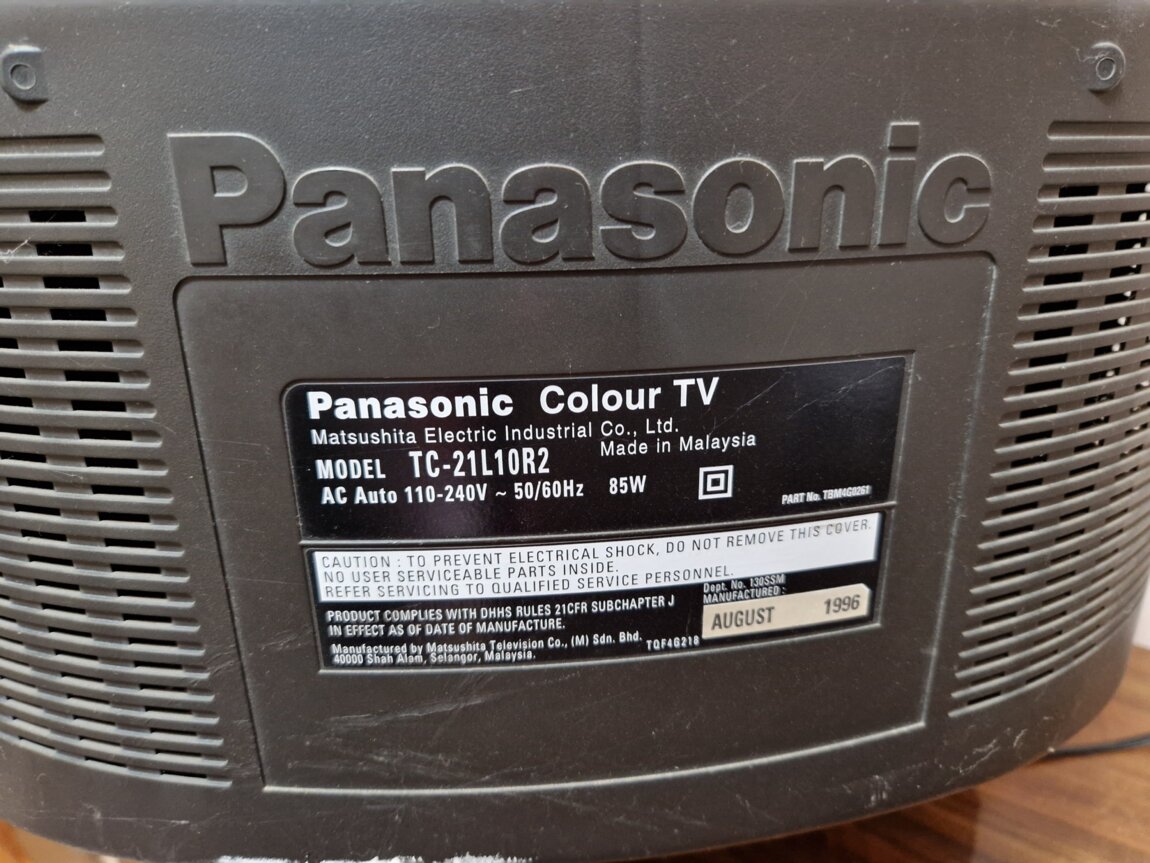 Panasonic
Panasonic Colour TV
Matsushita Electric Industrial Co., Ltd.
Made in Malaysia
MODEL TC-21L10R2
AC Auto 110-240V ~ 50/60Hz 85W
PART No. TBM4G0261
CAUTION : TO PREVENT ELECTRICAL SHOCK, DO NOT REMOVE THIS COVER.
NO USER SERVICEABLE PARTS INSIDE.
REFER SERVICING TO QUALIFIED SERVICE PERSONNEL.
PRODUCT COMPLIES WITH DHHS RULES 21CFR SUBCHAPTER J
IN EFFECT AS OF DATE OF MANUFACTURE.
Dept. No. 130SSM
MANUFACTURED :
AUGUST 1996
Manufactured by Matsushita Television Co., (M) Sdn. Bhd.
40000 Shah Alam, Selangor, Malaysia.
TQF4G218